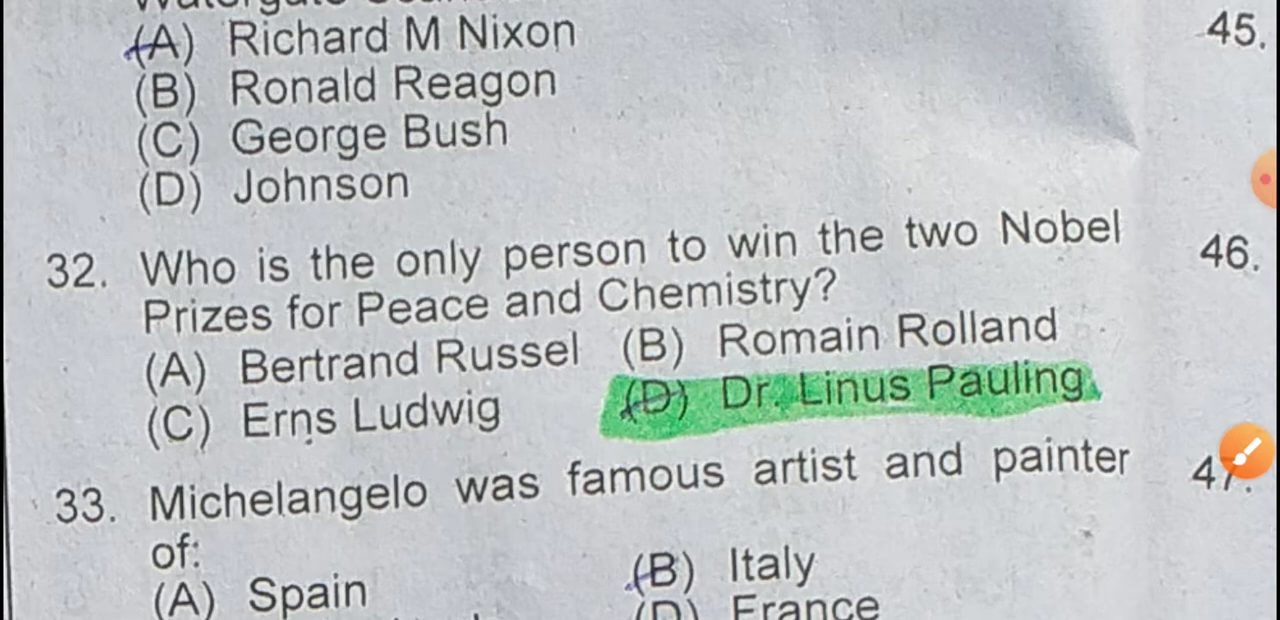 (A) Richard M Nixon
45.
(B) Ronald Reagon
(C) George Bush
(D) Johnson
32. Who is the only person to win the two Nobel
46.
Prizes for Peace and Chemistry?
(A) Bertrand Russel (B) Romain Rolland
(C) Erns Ludwig (D) Dr. Linus Pauling
33. Michelangelo was famous artist and painter
47.
of:
(A) Spain (B) Italy
(D) France